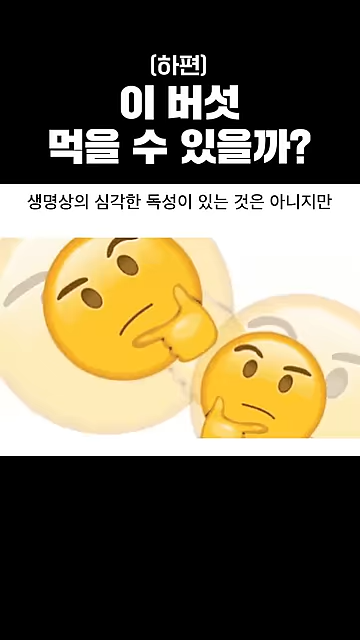 (하편)
이 버섯
먹을 수 있을까?
생명상의 심각한 독성이 있는 것은 아니지만